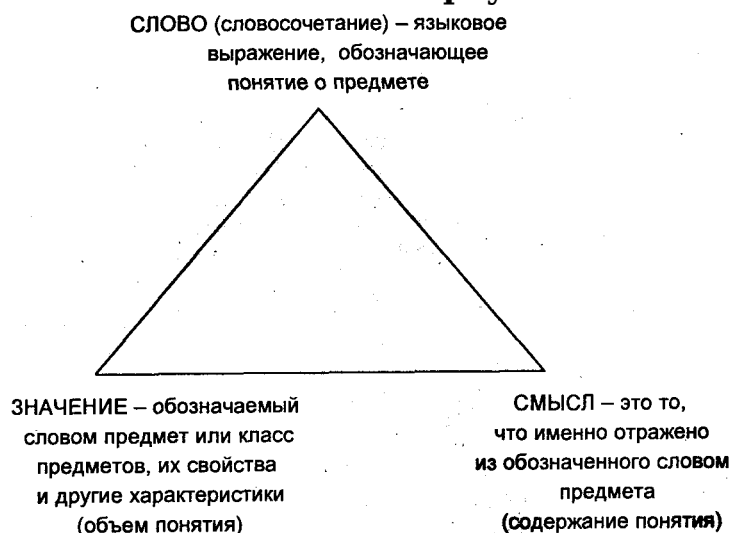 СЛОВО (словосочетание) – языковое
выражение, обозначающее
понятие о предмете
ЗНАЧЕНИЕ – обозначаемый
словом предмет или класс
предметов, их свойства
и другие характеристики
(объем понятия)
СМЫСЛ – это то,
что именно отражено
из обозначенного словом
предмета
(содержание понятия)